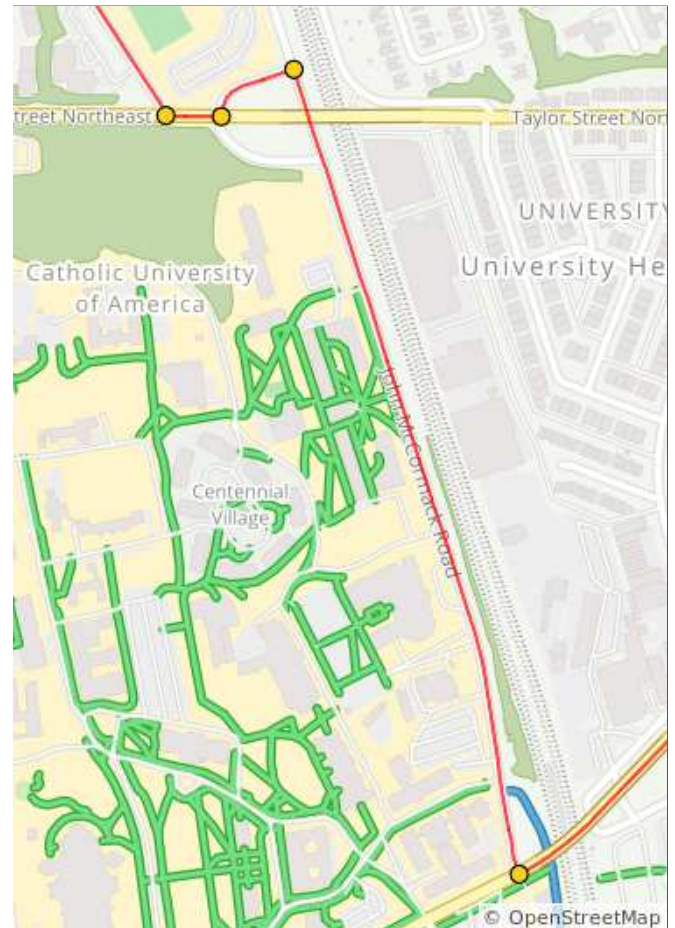 treet Northeast
Taylor Street Nor
UNIVERSITY
University He
Catholic University
of America
John McCormack Road
Centennial
Village
© OpenStreetMap